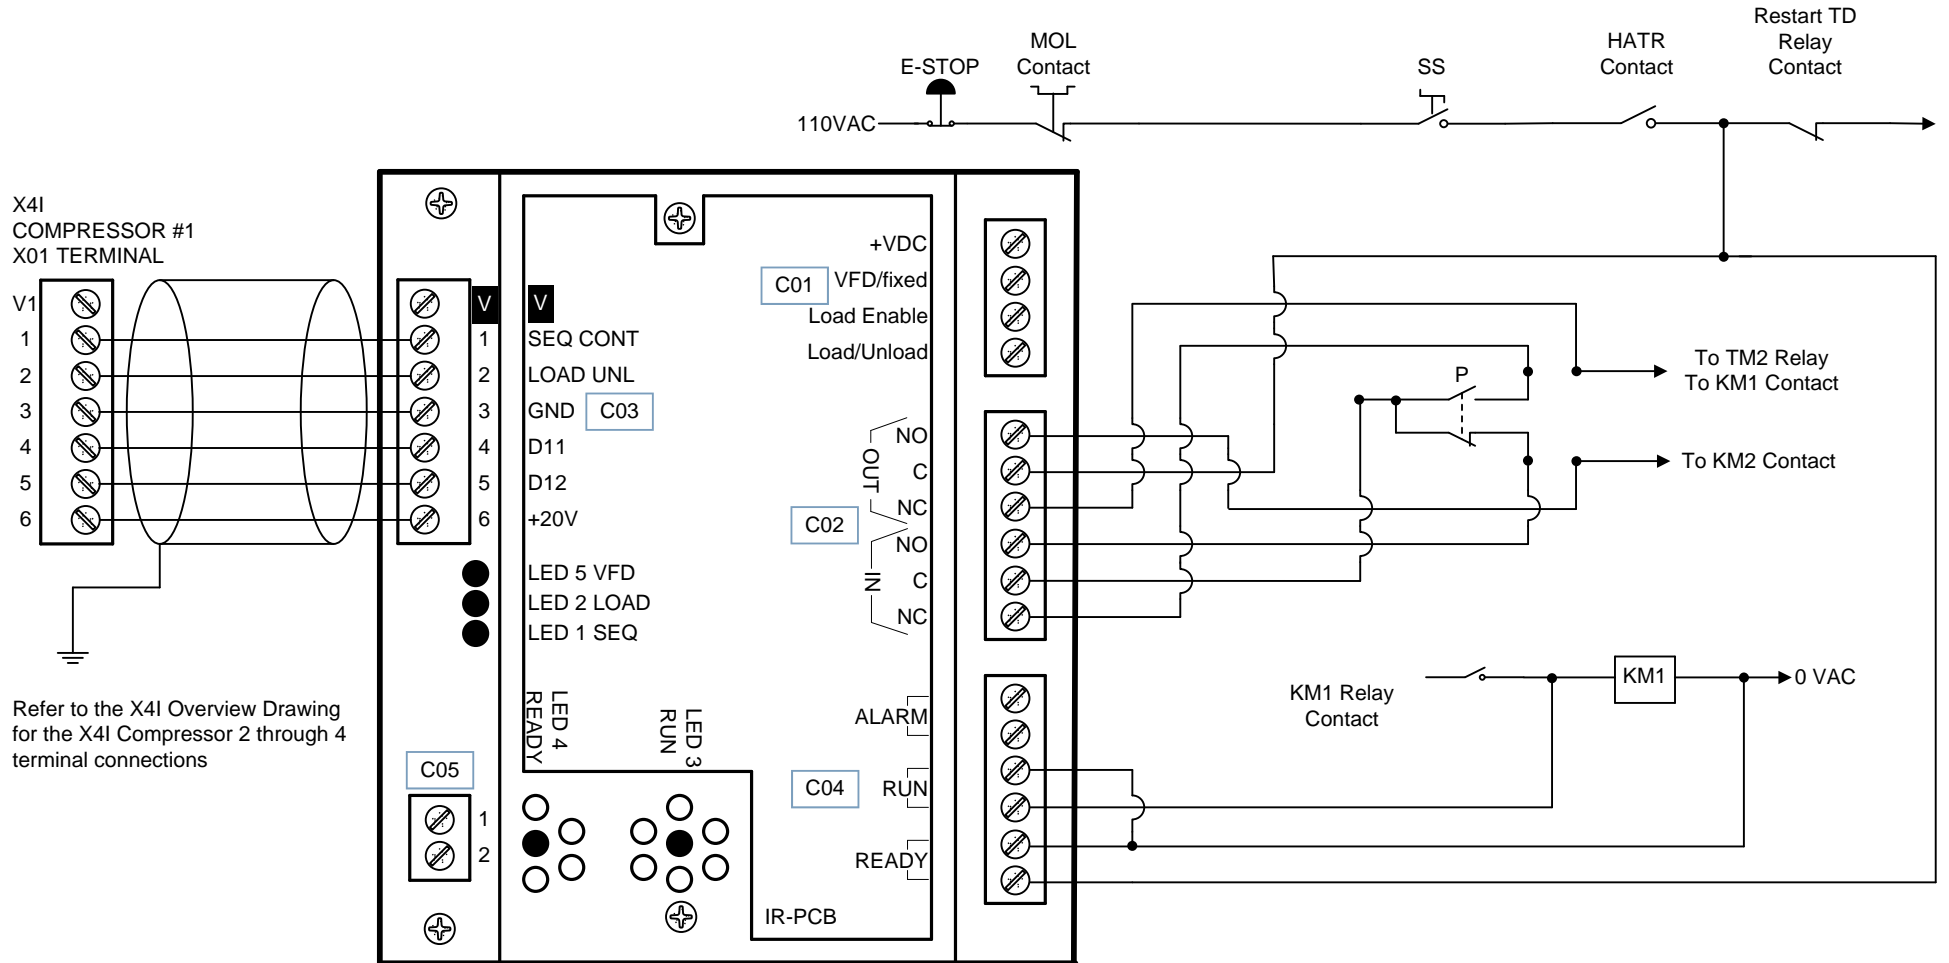 Restart TD
Relay
Contact
MOL
Contact
HATR
Contact
E-STOP
SS
110VAC
X4I
COMPRESSOR #1
X01 TERMINAL
V1
1
2
3
4
5
6
V
1
2
3
4
5
6
V
SEQ CONT
LOAD UNL
GND
C03
D11
D12
+20V
LED 5 VFD
LED 2 LOAD
LED 1 SEQ
+VDC
C01
VFD/fixed
Load Enable
Load/Unload
OUT
NO
C
NC
C02
IN
NO
C
NC
P
To TM2 Relay
To KM1 Contact
To KM2 Contact
KM1 Relay
Contact
KM1
0 VAC
Refer to the X4I Overview Drawing
for the X4I Compressor 2 through 4
terminal connections
LED 4
READY
LED 3
RUN
ALARM
C04
RUN
READY
C05
1
2
IR-PCB